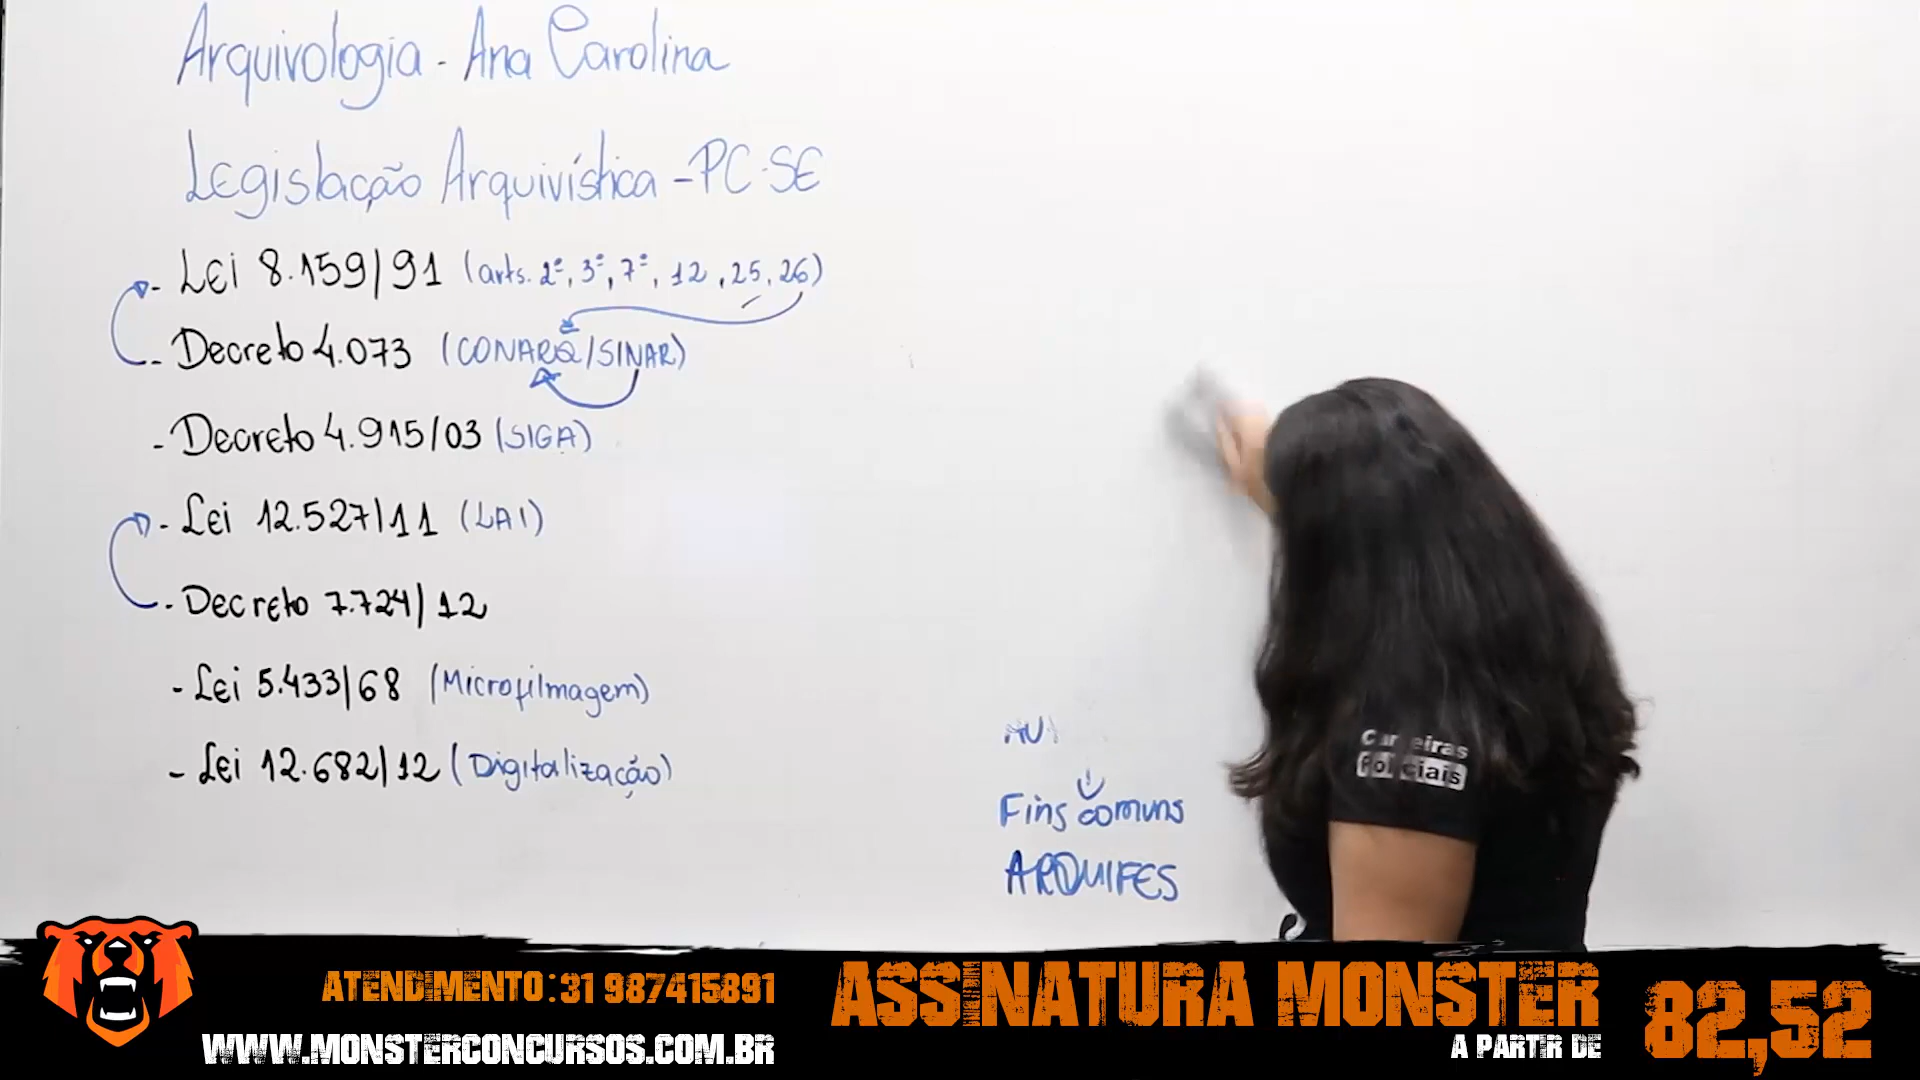 Arquivologia - Ana Carolina
Legislação Arquivística - PC-SE
- Lei 8.159/91 (arts. 2º, 3º, 7º, 12, 25, 26)
- Decreto 4.073 (CONARQ/SINAR)
- Decreto 4.915/03 (SIGA)
- Lei 12.527/11 (LAI)
- Decreto 7.724/12
- Lei 5.433/68 (Microfilmagem)
- Lei 12.682/12 (Digitalização)
Fins comuns
ARQUIFES
Carreiras
Policiais
ATENDIMENTO: 31 987415891
WWW.MONSTERCONCURSOS.COM.BR
ASSINATURA MONSTER
A PARTIR DE
82,52